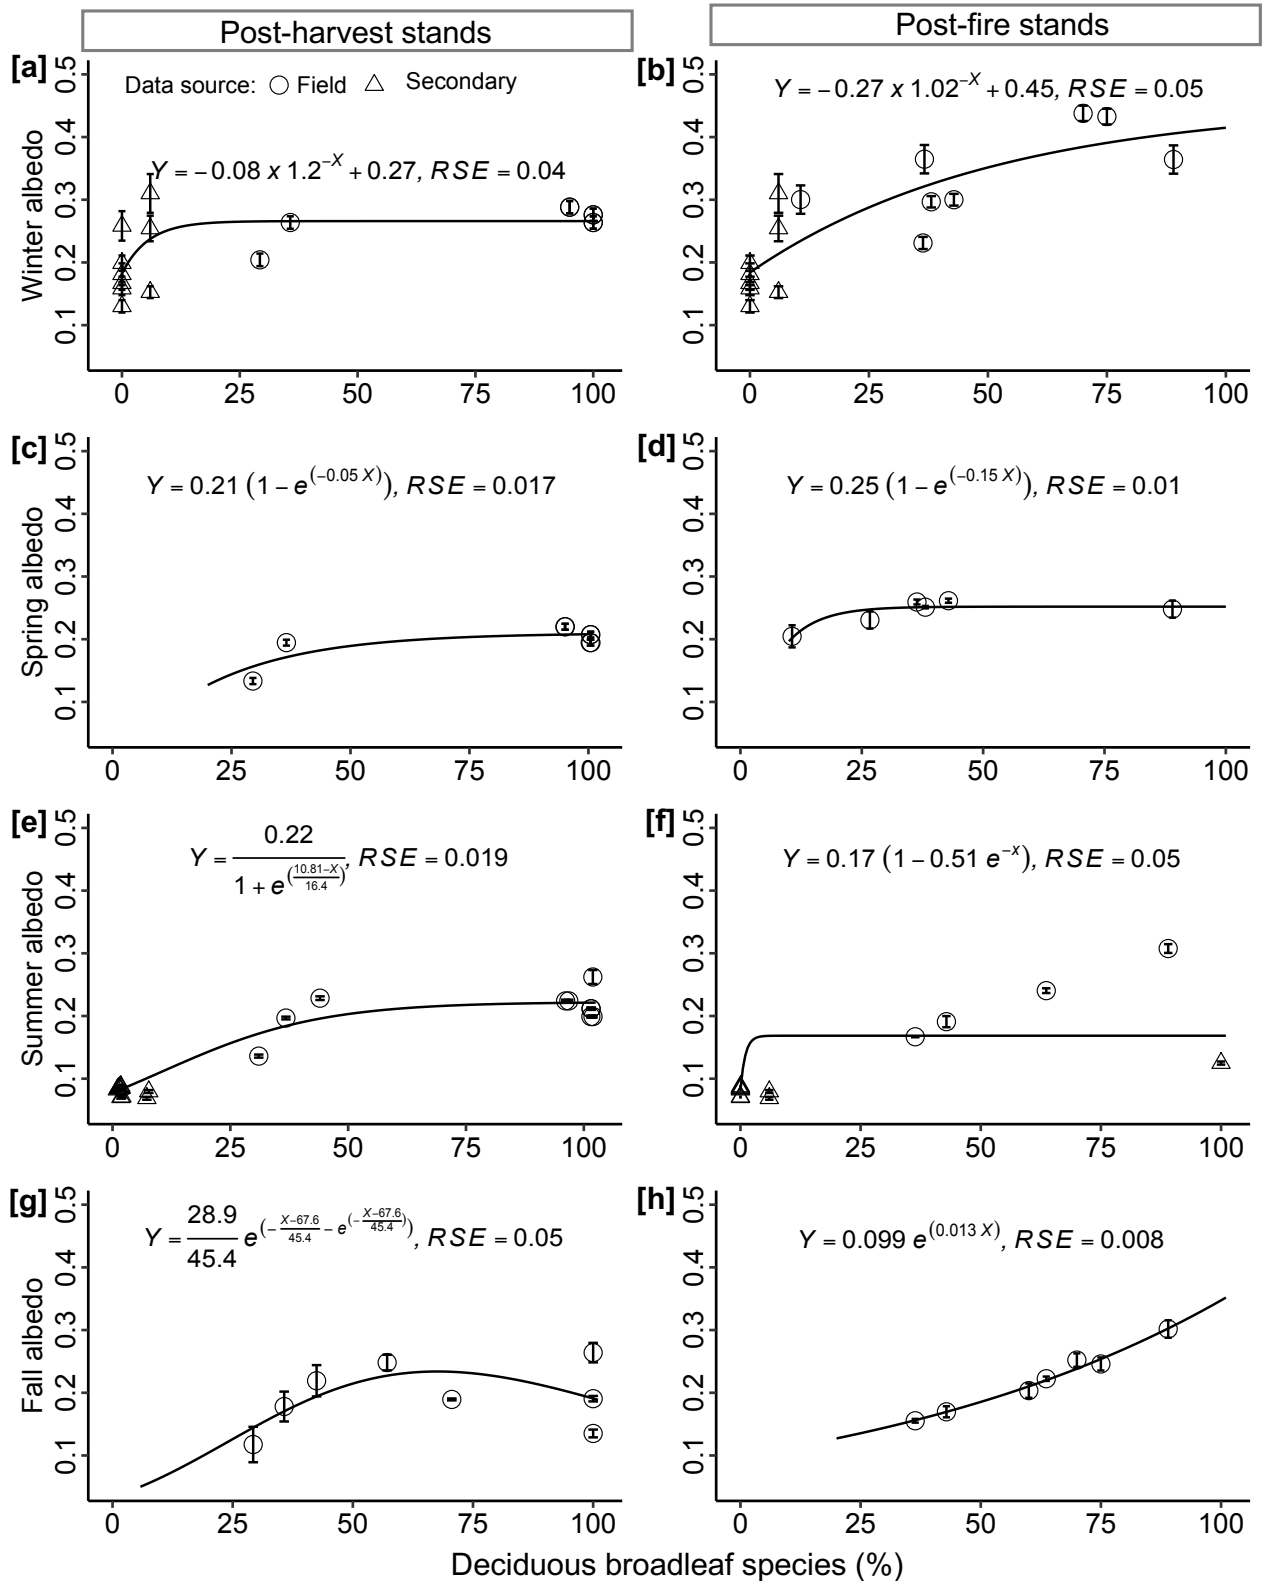 Post-harvest stands
Post-fire stands
[a]
Data source: Field Secondary
Y = −0.08 x 1.2^−X + 0.27, RSE = 0.04
Winter albedo
0.5
0.4
0.3
0.2
0.1
0 25 50 75 100
[b]
Y = −0.27 x 1.02^−X + 0.45, RSE = 0.05
0.5
0.4
0.3
0.2
0.1
0 25 50 75 100
[c]
Y = 0.21 (1 − e^(−0.05 X)), RSE = 0.017
Spring albedo
0.5
0.4
0.3
0.2
0.1
0 25 50 75 100
[d]
Y = 0.25 (1 − e^(−0.15 X)), RSE = 0.01
0.5
0.4
0.3
0.2
0.1
0 25 50 75 100
[e]
Y = 0.22 / 1 + e^(10.81−X / 16.4), RSE = 0.019
Summer albedo
0.5
0.4
0.3
0.2
0.1
0 25 50 75 100
[f]
Y = 0.17 (1 − 0.51 e^−x), RSE = 0.05
0.5
0.4
0.3
0.2
0.1
0 25 50 75 100
[g]
Y = 28.9 / 45.4 e^(− X−67.6 / 45.4 − e^(− X−67.6 / 45.4)), RSE = 0.05
Fall albedo
0.5
0.4
0.3
0.2
0.1
0 25 50 75 100
[h]
Y = 0.099 e^(0.013 X), RSE = 0.008
0.5
0.4
0.3
0.2
0.1
0 25 50 75 100
Deciduous broadleaf species (%)